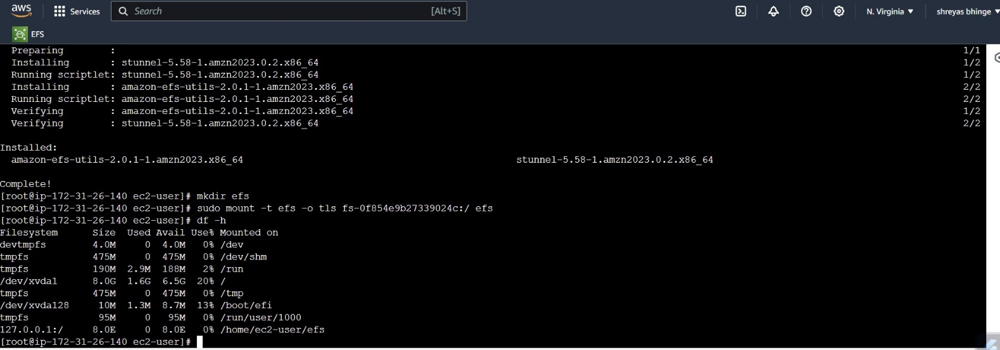 aws Services Search [Alt+S] N. Virginia shreyas bhinge
EFS
Preparing : 1/1
Installing : stunnel-5.58-1.amzn2023.0.2.x86_64 1/2
Running scriptlet: stunnel-5.58-1.amzn2023.0.2.x86_64 1/2
Installing : amazon-efs-utils-2.0.1-1.amzn2023.x86_64 2/2
Running scriptlet: amazon-efs-utils-2.0.1-1.amzn2023.x86_64 2/2
Verifying : amazon-efs-utils-2.0.1-1.amzn2023.x86_64 1/2
Verifying : stunnel-5.58-1.amzn2023.0.2.x86_64 2/2
Installed:
amazon-efs-utils-2.0.1-1.amzn2023.x86_64 stunnel-5.58-1.amzn2023.0.2.x86_64
Complete!
[root@ip-172-31-26-140 ec2-user]# mkdir efs
[root@ip-172-31-26-140 ec2-user]# sudo mount -t efs -o tls fs-0f854e9b27339024c:/ efs
[root@ip-172-31-26-140 ec2-user]# df -h
Filesystem Size Used Avail Use% Mounted on
devtmpfs 4.0M 0 4.0M 0% /dev
tmpfs 475M 0 475M 0% /dev/shm
tmpfs 190M 2.9M 188M 2% /run
/dev/xvda1 8.0G 1.6G 6.5G 20% /
tmpfs 475M 0 475M 0% /tmp
/dev/xvda128 10M 1.3M 8.7M 13% /boot/efi
tmpfs 95M 0 95M 0% /run/user/1000
127.0.0.1:/ 8.0E 0 8.0E 0% /home/ec2-user/efs
[root@ip-172-31-26-140 ec2-user]#